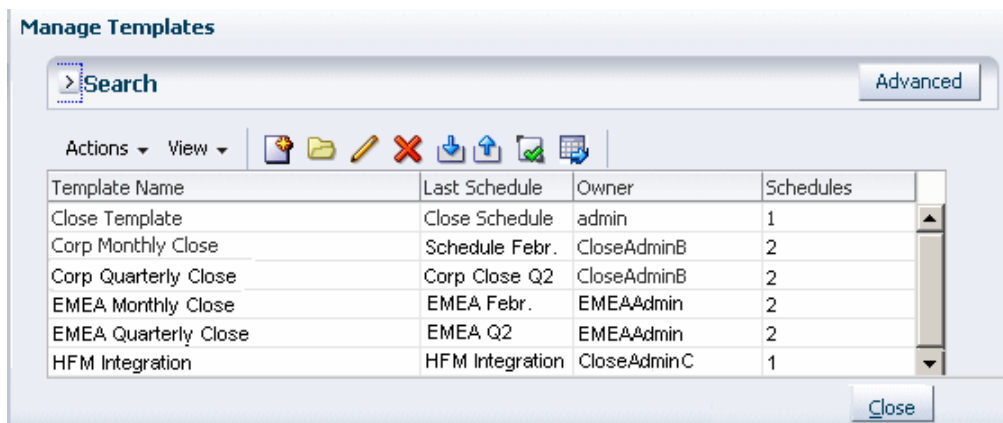 Manage Templates
Search Advanced
Actions View
Template Name Last Schedule Owner Schedules
Close Template Close Schedule admin 1
Corp Monthly Close Schedule Febr. CloseAdminB 2
Corp Quarterly Close Corp Close Q2 CloseAdminB 2
EMEA Monthly Close EMEA Febr. EMEAAdmin 2
EMEA Quarterly Close EMEA Q2 EMEAAdmin 2
HFM Integration HFM Integration CloseAdminC 1
Close